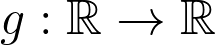 g : ℝ → ℝ